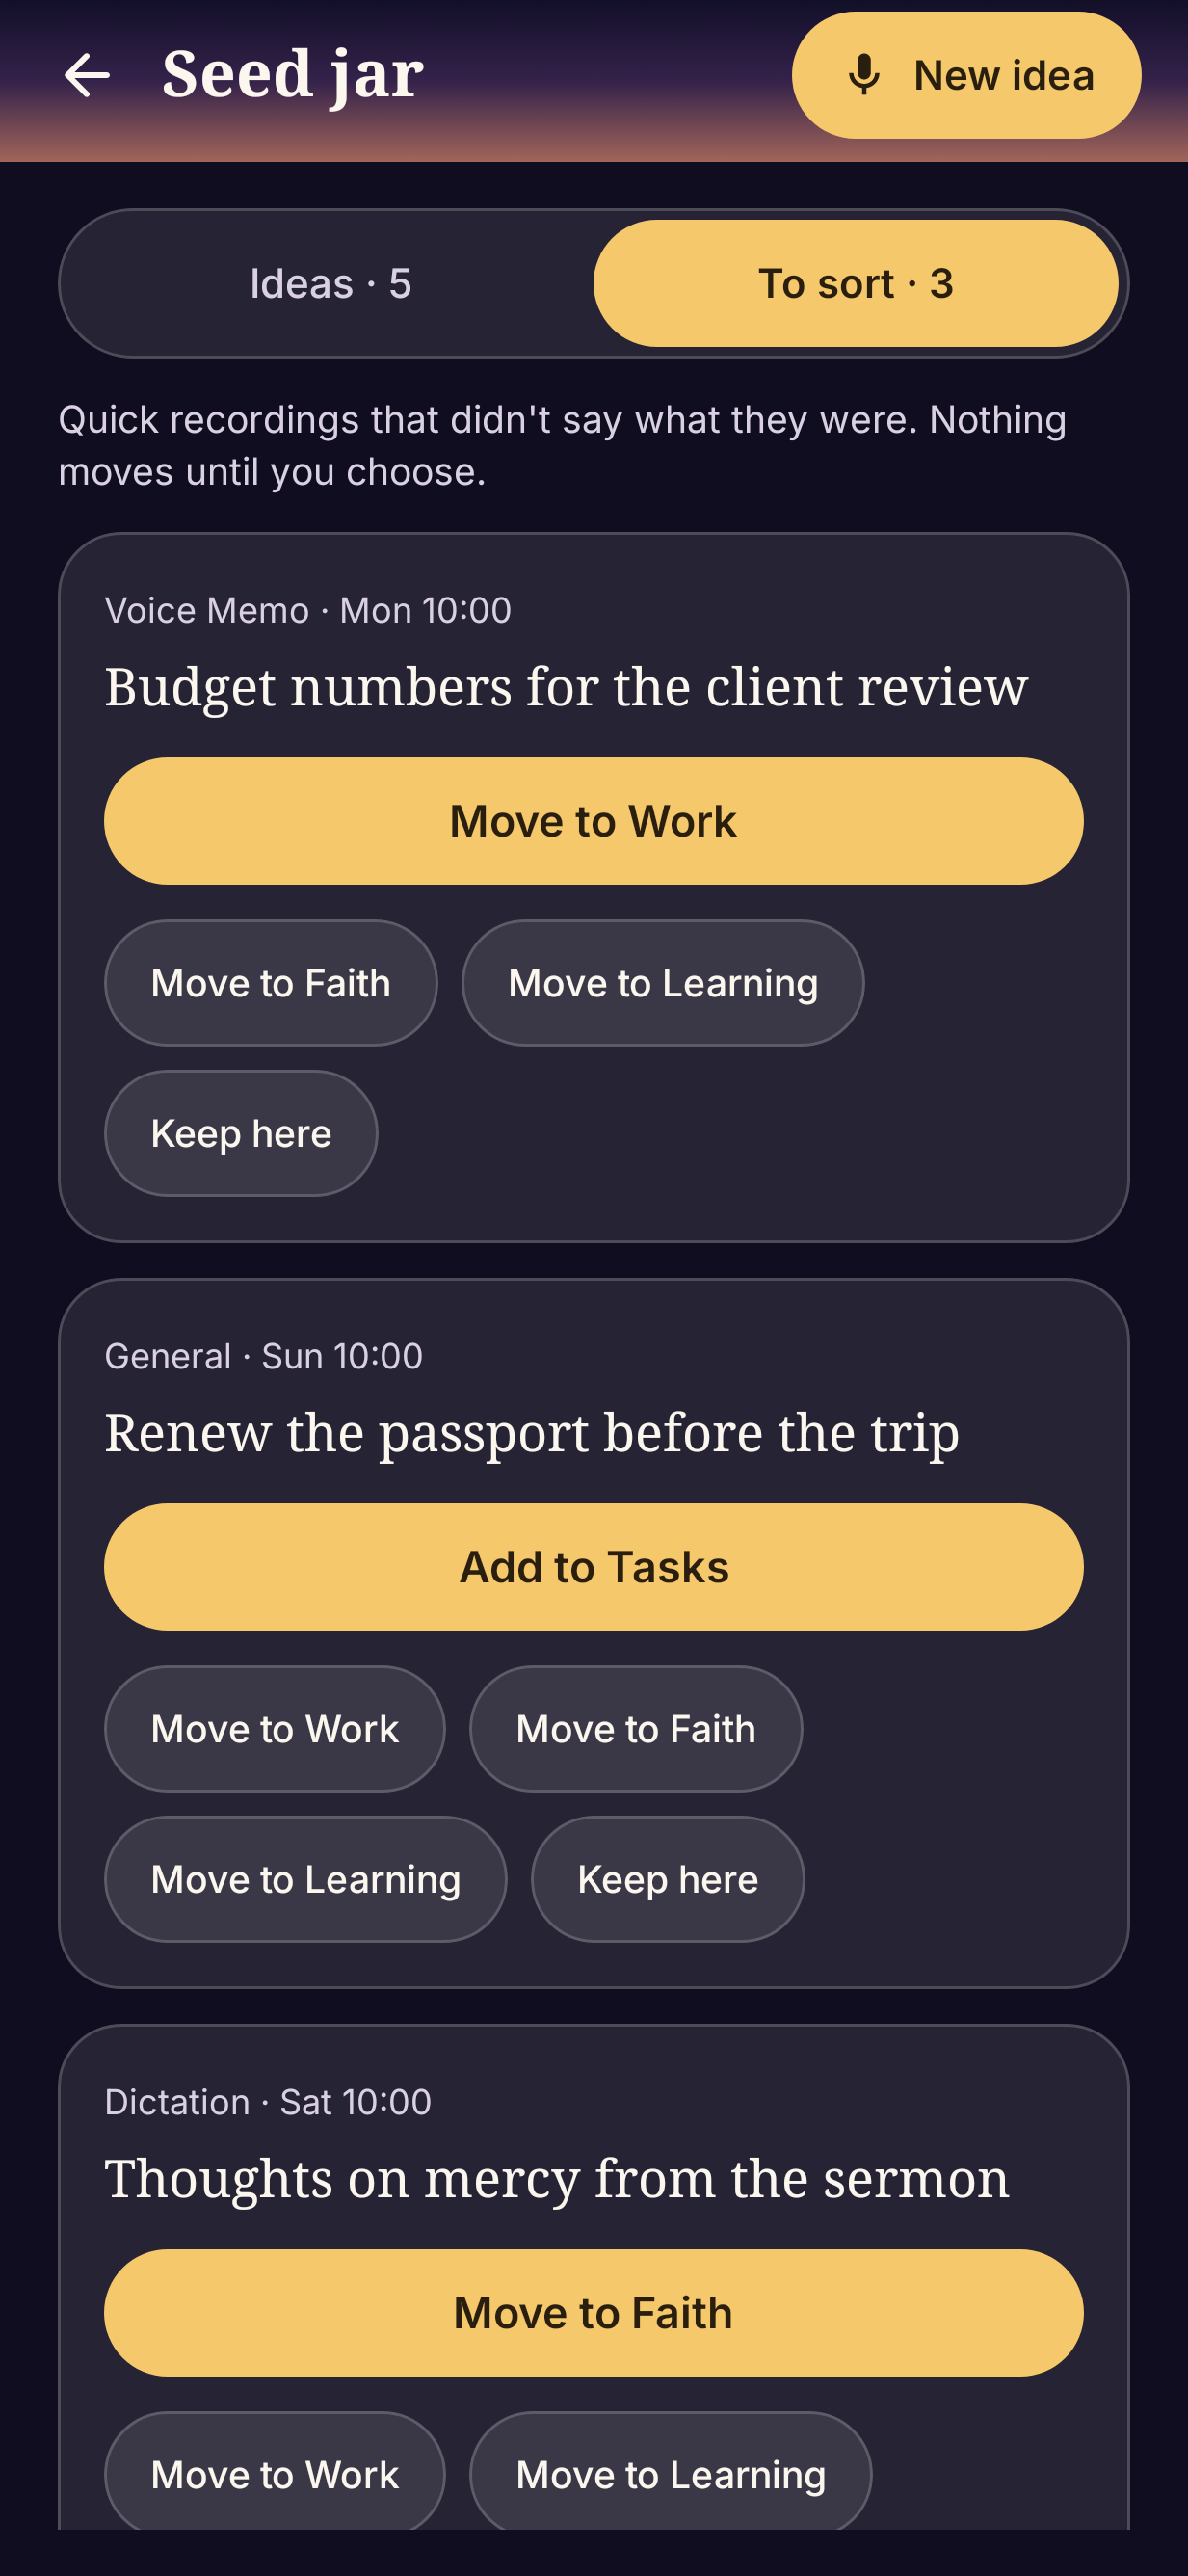 Seed jar
New idea
Ideas · 5
To sort · 3
Quick recordings that didn't say what they were. Nothing
moves until you choose.
Voice Memo · Mon 10:00
Budget numbers for the client review
Move to Work
Move to Faith
Move to Learning
Keep here
General · Sun 10:00
Renew the passport before the trip
Add to Tasks
Move to Work
Move to Faith
Move to Learning
Keep here
Dictation · Sat 10:00
Thoughts on mercy from the sermon
Move to Faith
Move to Work
Move to Learning